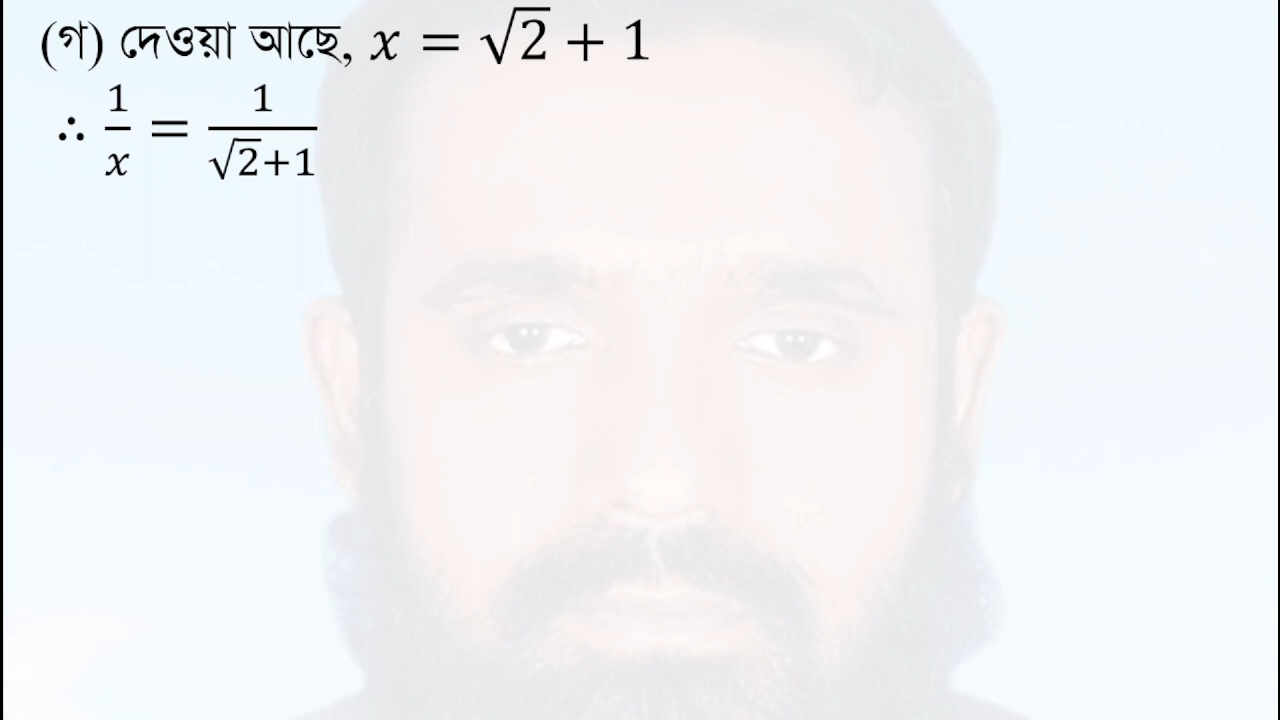 (গ) দেওয়া আছে, x = √2 + 1
∴ 1/x = 1/(√2+1)